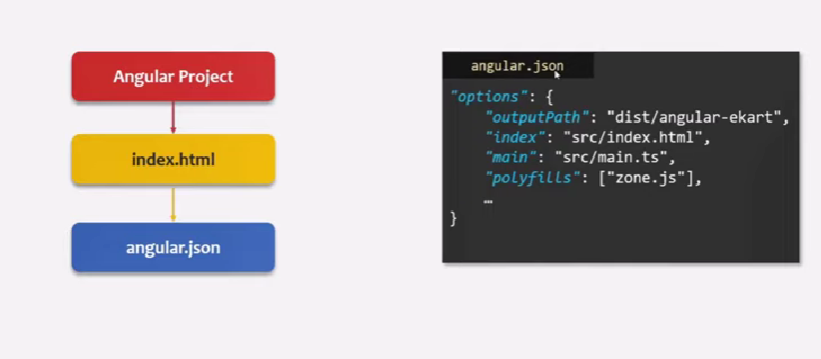 Angular Project
index.html
angular.json
angular.json
"options": {
    "outputPath": "dist/angular-ekart",
    "index": "src/index.html",
    "main": "src/main.ts",
    "polyfills": ["zone.js"],
    …
}